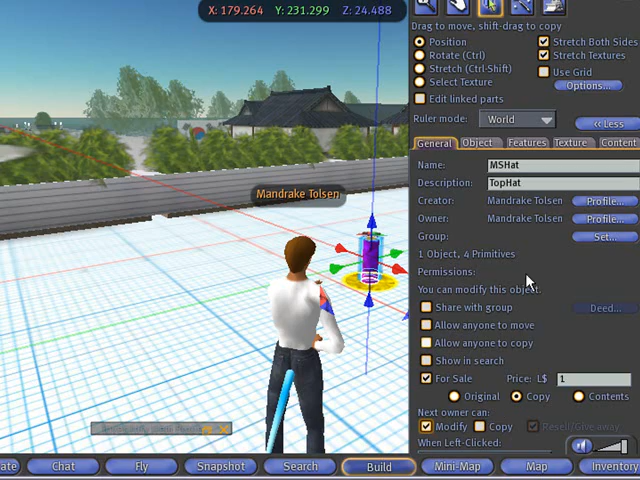 X: 179.264 Y: 231.299 Z: 24.488
Drag to move, shift-drag to copy
Position
Rotate (Ctrl)
Stretch (Ctrl-Shift)
Select Texture
Edit linked parts
Stretch Both Sides
Stretch Textures
Use Grid
Options...
Ruler mode: World
<< Less
General Object Features Texture Content
Name: MSHat
Description: TopHat
Creator: Mandrake Tolsen Profile...
Owner: Mandrake Tolsen Profile...
Group: Set...
1 Object, 4 Primitives
Permissions:
You can modify this object.
Share with group Deed...
Allow anyone to move
Allow anyone to copy
Show in search
For Sale Price: L$ 1
Original Copy Contents
Next owner can:
Modify Copy Resell/Give away
When Left-Clicked:
Mandrake Tolsen
ate Chat Fly Snapshot Search Build Mini-Map Map Inventory